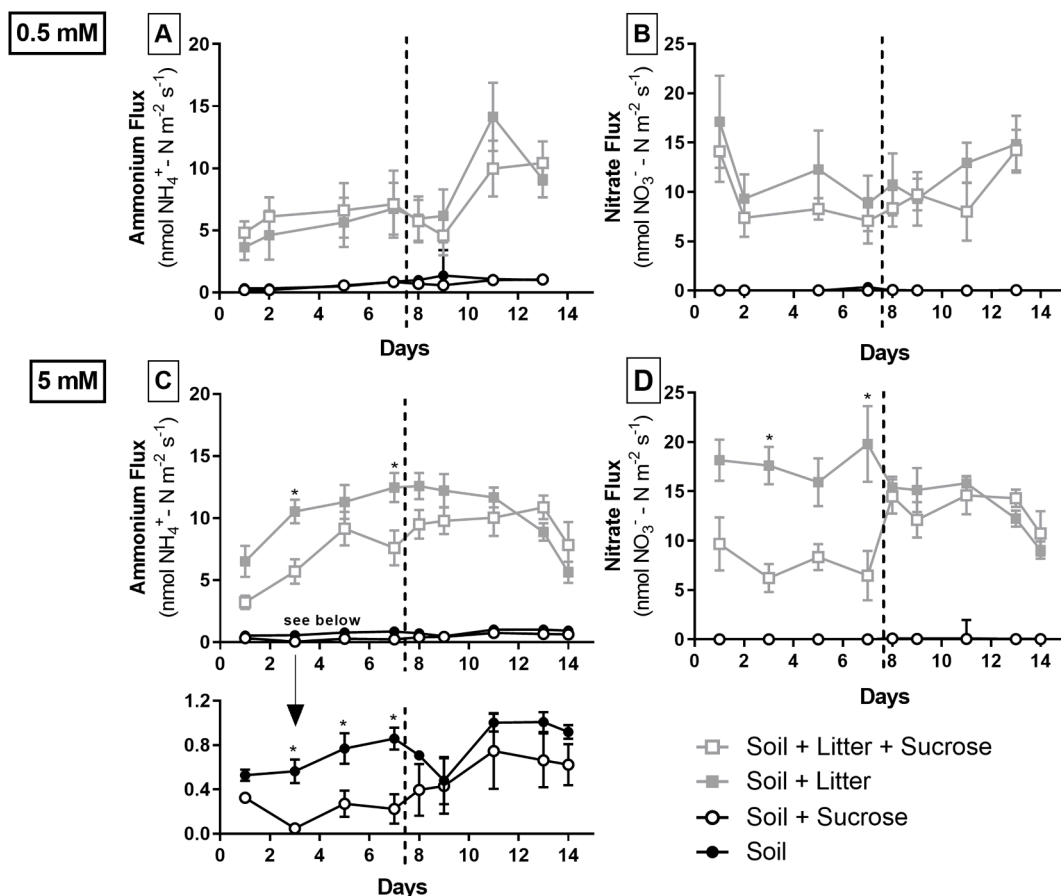 0.5 mM
A
Ammonium Flux
(nmol NH₄⁺ - N m⁻² s⁻¹)
20
15
10
5
0
0 2 4 6 8 10 12 14
Days
B
Nitrate Flux
(nmol NO₃⁻ - N m⁻² s⁻¹)
25
20
15
10
5
0
0 2 4 6 8 10 12 14
Days
5 mM
C
Ammonium Flux
(nmol NH₄⁺ - N m⁻² s⁻¹)
20
15
10
5
0
* *
see below
0 2 4 6 8 10 12 14
1.2
0.8
0.4
0.0
* * *
0 2 4 6 8 10 12 14
Days
D
Nitrate Flux
(nmol NO₃⁻ - N m⁻² s⁻¹)
25
20
15
10
5
0
* *
0 2 4 6 8 10 12 14
Days
Soil + Litter + Sucrose
Soil + Litter
Soil + Sucrose
Soil